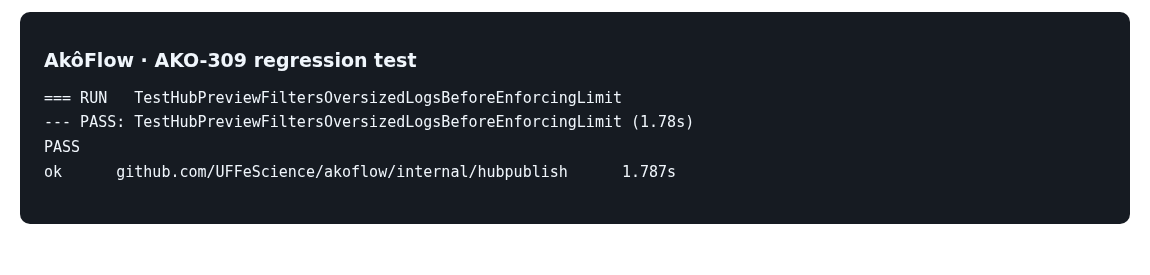 AkôFlow · AKO-309 regression test
=== RUN   TestHubPreviewFiltersOversizedLogsBeforeEnforcingLimit
--- PASS: TestHubPreviewFiltersOversizedLogsBeforeEnforcingLimit (1.78s)
PASS
ok      github.com/UFFeScience/akoflow/internal/hubpublish      1.787s